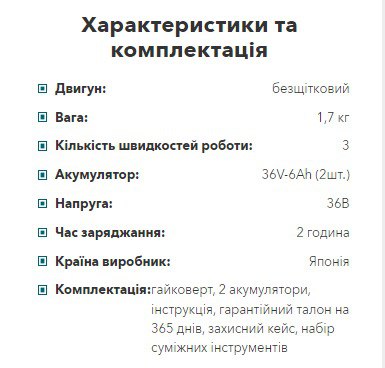 Характеристики та
комплектація
Двигун: безщітковий
Вага: 1,7 кг
Кількість швидкостей роботи: 3
Акумулятор: 36V-6Ah (2шт.)
Напруга: 36В
Час заряджання: 2 година
Країна виробник: Японія
Комплектація:гайковерт, 2 акумулятори,
інструкція, гарантійний талон на
365 днів, захисний кейс, набір
суміжних інструментів